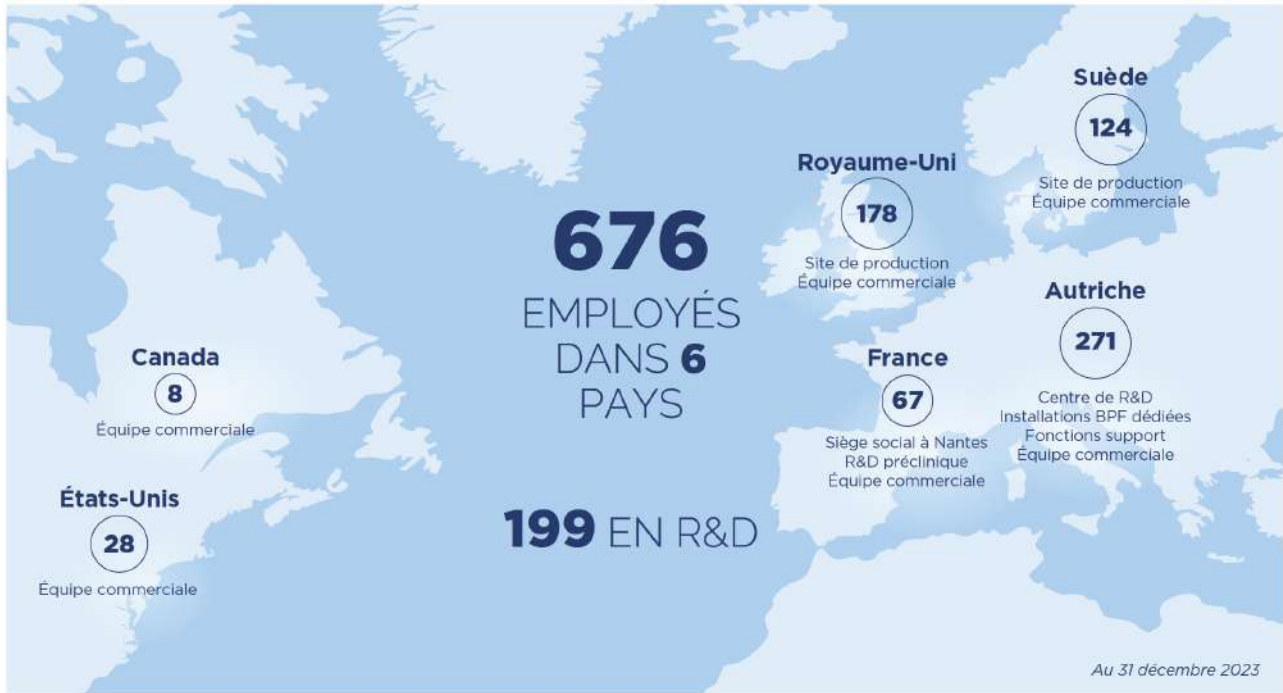 Suède
124
Site de production
Équipe commerciale
Royaume-Uni
178
Site de production
Équipe commerciale
676
EMPLOYÉS
DANS 6
PAYS
Autriche
271
Centre de R&D
Installations BPF dédiées
Fonctions support
Équipe commerciale
France
67
Siège social à Nantes
R&D préclinique
Équipe commerciale
Canada
8
Équipe commerciale
États-Unis
28
Équipe commerciale
199 EN R&D
Au 31 décembre 2023